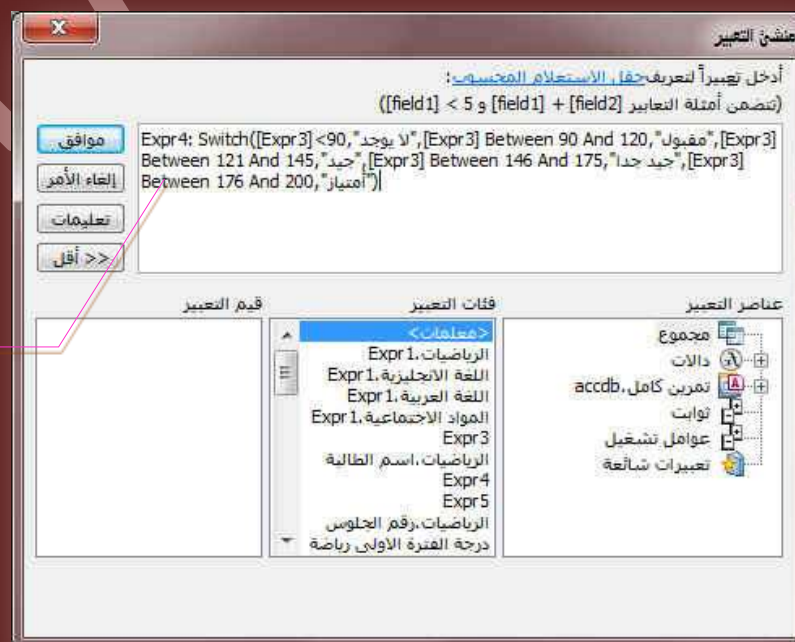 منشئ التعبير
أدخل تعبيراً لتعريف حقل الاستعلام المحسوب:
(تتضمن أمثلة التعابير [field1] + [field2] و [field1] < 5)
Expr4: Switch([Expr3]<90,"لا يوجد",[Expr3] Between 90 And 120,"مقبول",[Expr3]
Between 121 And 145,"جيد",[Expr3] Between 146 And 175,"جيد جدا",[Expr3]
Between 176 And 200,"أمتياز")
موافق
إلغاء الأمر
تعليمات
<< أقل
عناصر التعبير
مجموع
دالات
تمرين كامل.accdb
ثوابت
عوامل تشغيل
تعبيرات شائعة
فئات التعبير
<معلمات>
الرياضيات.Expr1
اللغة الانجليزية.Expr1
اللغة العربية.Expr1
المواد الاجتماعية.Expr1
Expr3
الرياضيات.اسم الطالبة
Expr4
Expr5
الرياضيات.رقم الجلوس
درجة الفترة الاولى رياضة
قيم التعبير